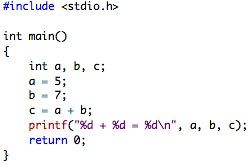 #include <stdio.h>
int main()
{
    int a, b, c;
    a = 5;
    b = 7;
    c = a + b;
    printf("%d + %d = %d\n", a, b, c);
    return 0;
}